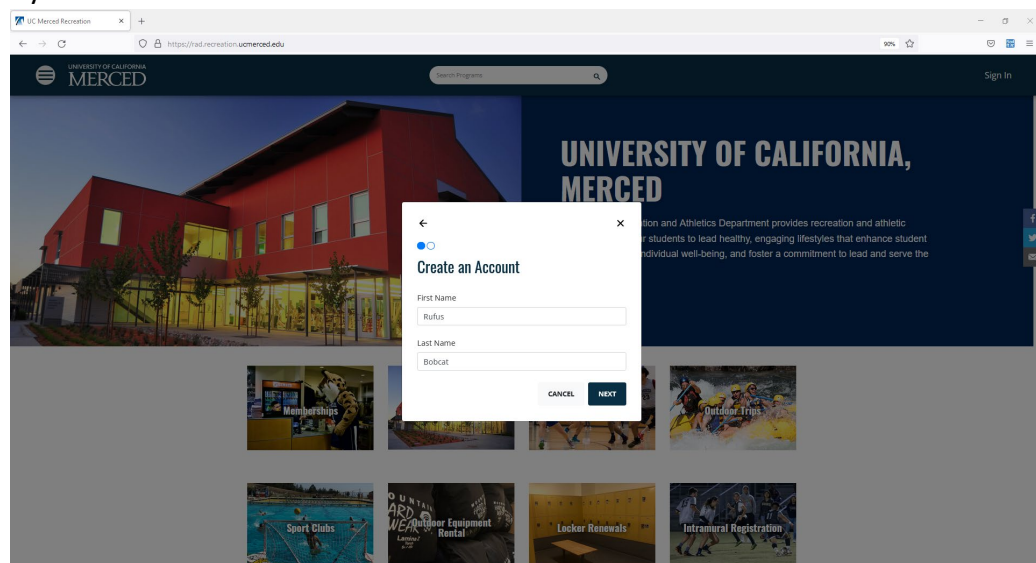 UC Merced Recreation
https://rad.recreation.ucmerced.edu
90%
UNIVERSITY OF CALIFORNIA
MERCED
Search Programs
Sign In
UNIVERSITY OF CALIFORNIA,
MERCED
tion and Athletics Department provides recreation and athletic
r students to lead healthy, engaging lifestyles that enhance student
ndividual well-being, and foster a commitment to lead and serve the
Create an Account
First Name
Rufus
Last Name
Bobcat
CANCEL
NEXT
Memberships
Outdoor Trips
Sport Clubs
Outdoor Equipment
Rental
Locker Renewals
Intramural Registration